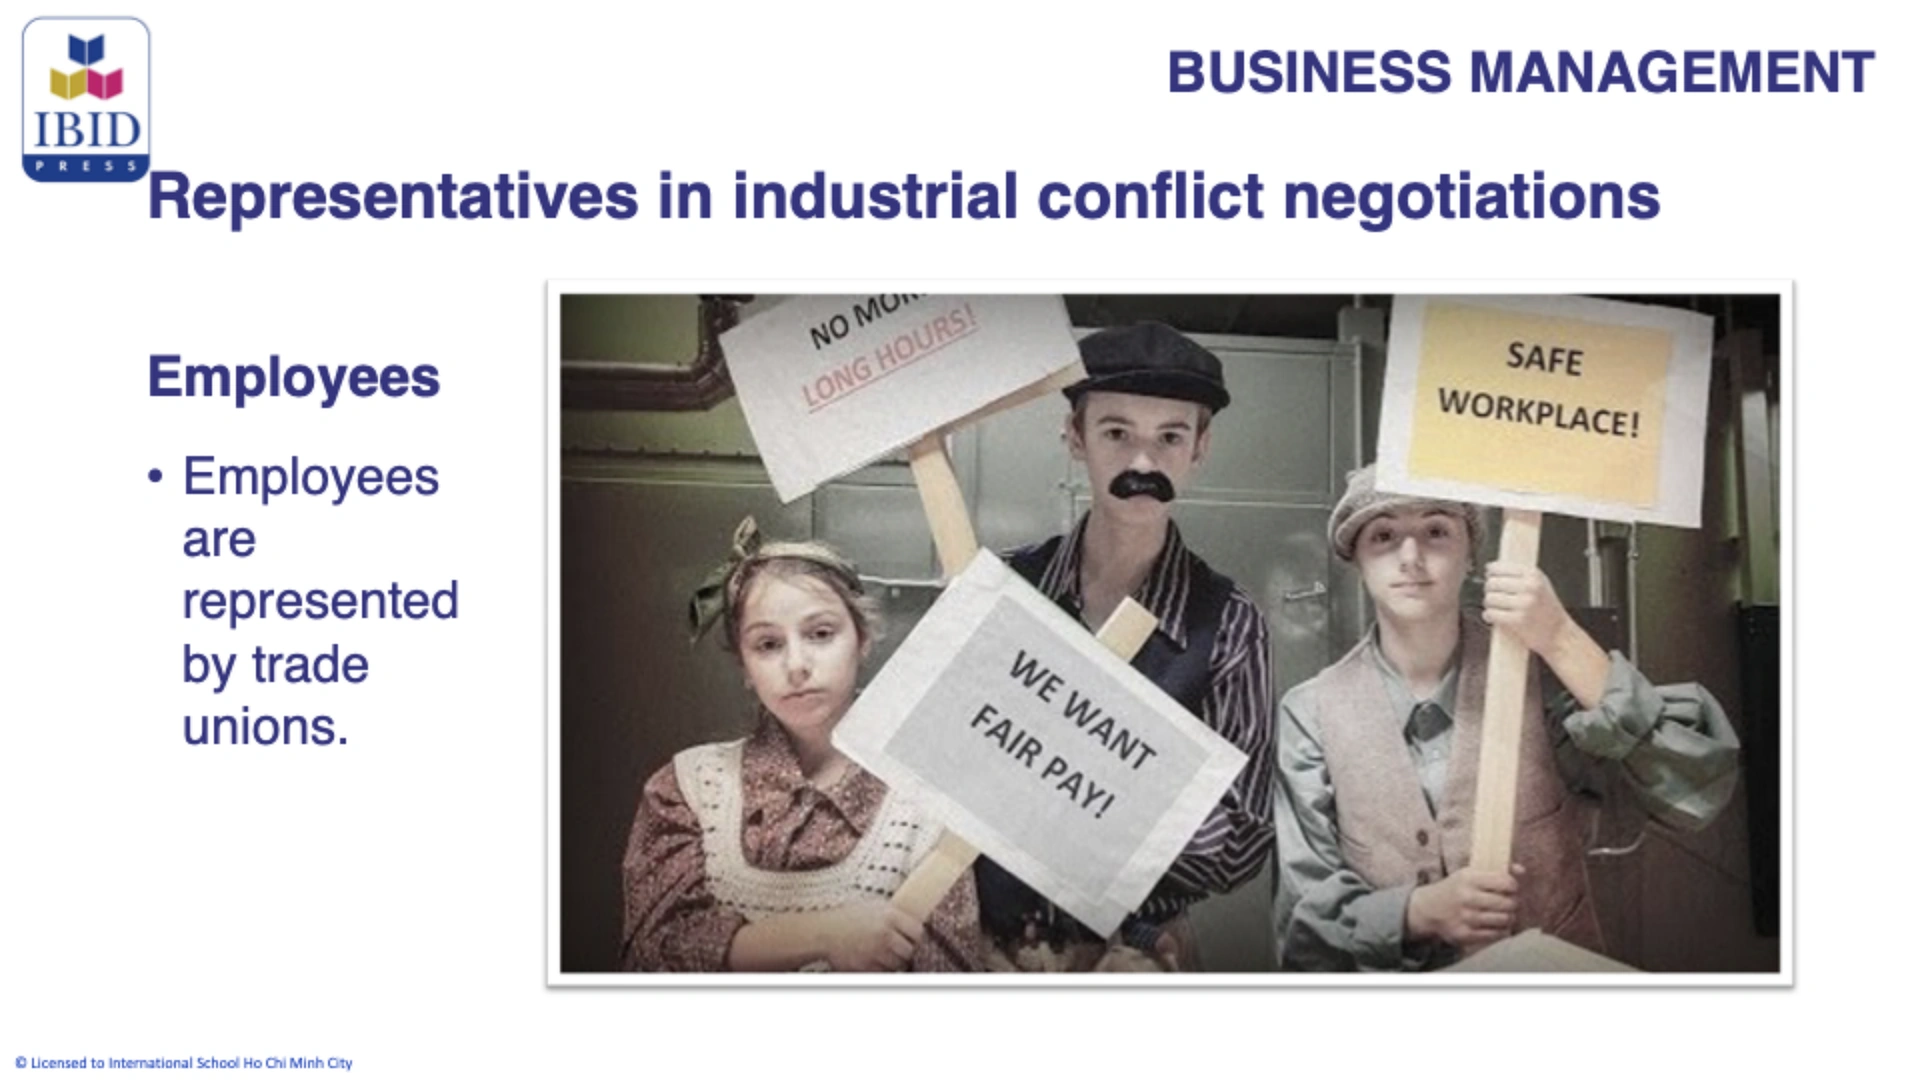 IBID
PRESS
BUSINESS MANAGEMENT
Representatives in industrial conflict negotiations
Employees
• Employees
are
represented
by trade
unions.
NO
LONG HOURS!
SAFE
WORKPLACE!
WE WANT
FAIR PAY!
© Licensed to International School Ho Chi Minh City